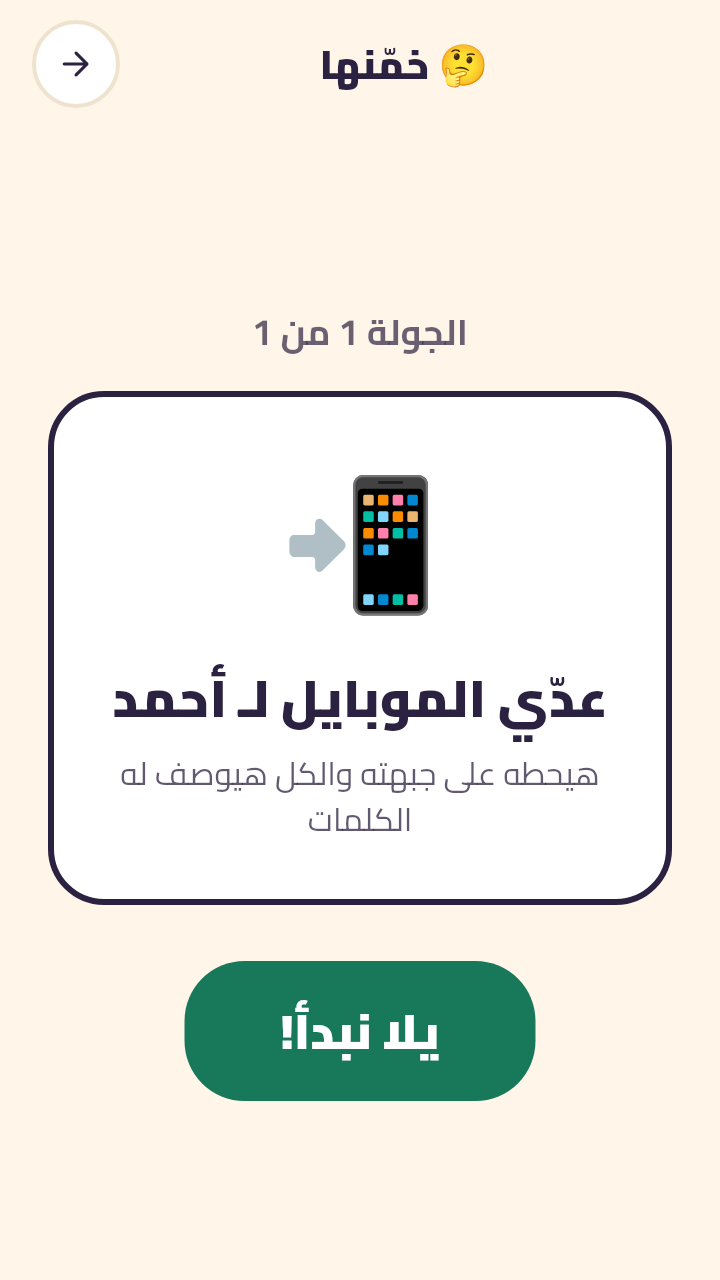 🤔 خمّنها
الجولة 1 من 1
عدّي الموبايل لـ أحمد
هيحطه على جبهته والكل هيوصف له
الكلمات
يلا نبدأ!